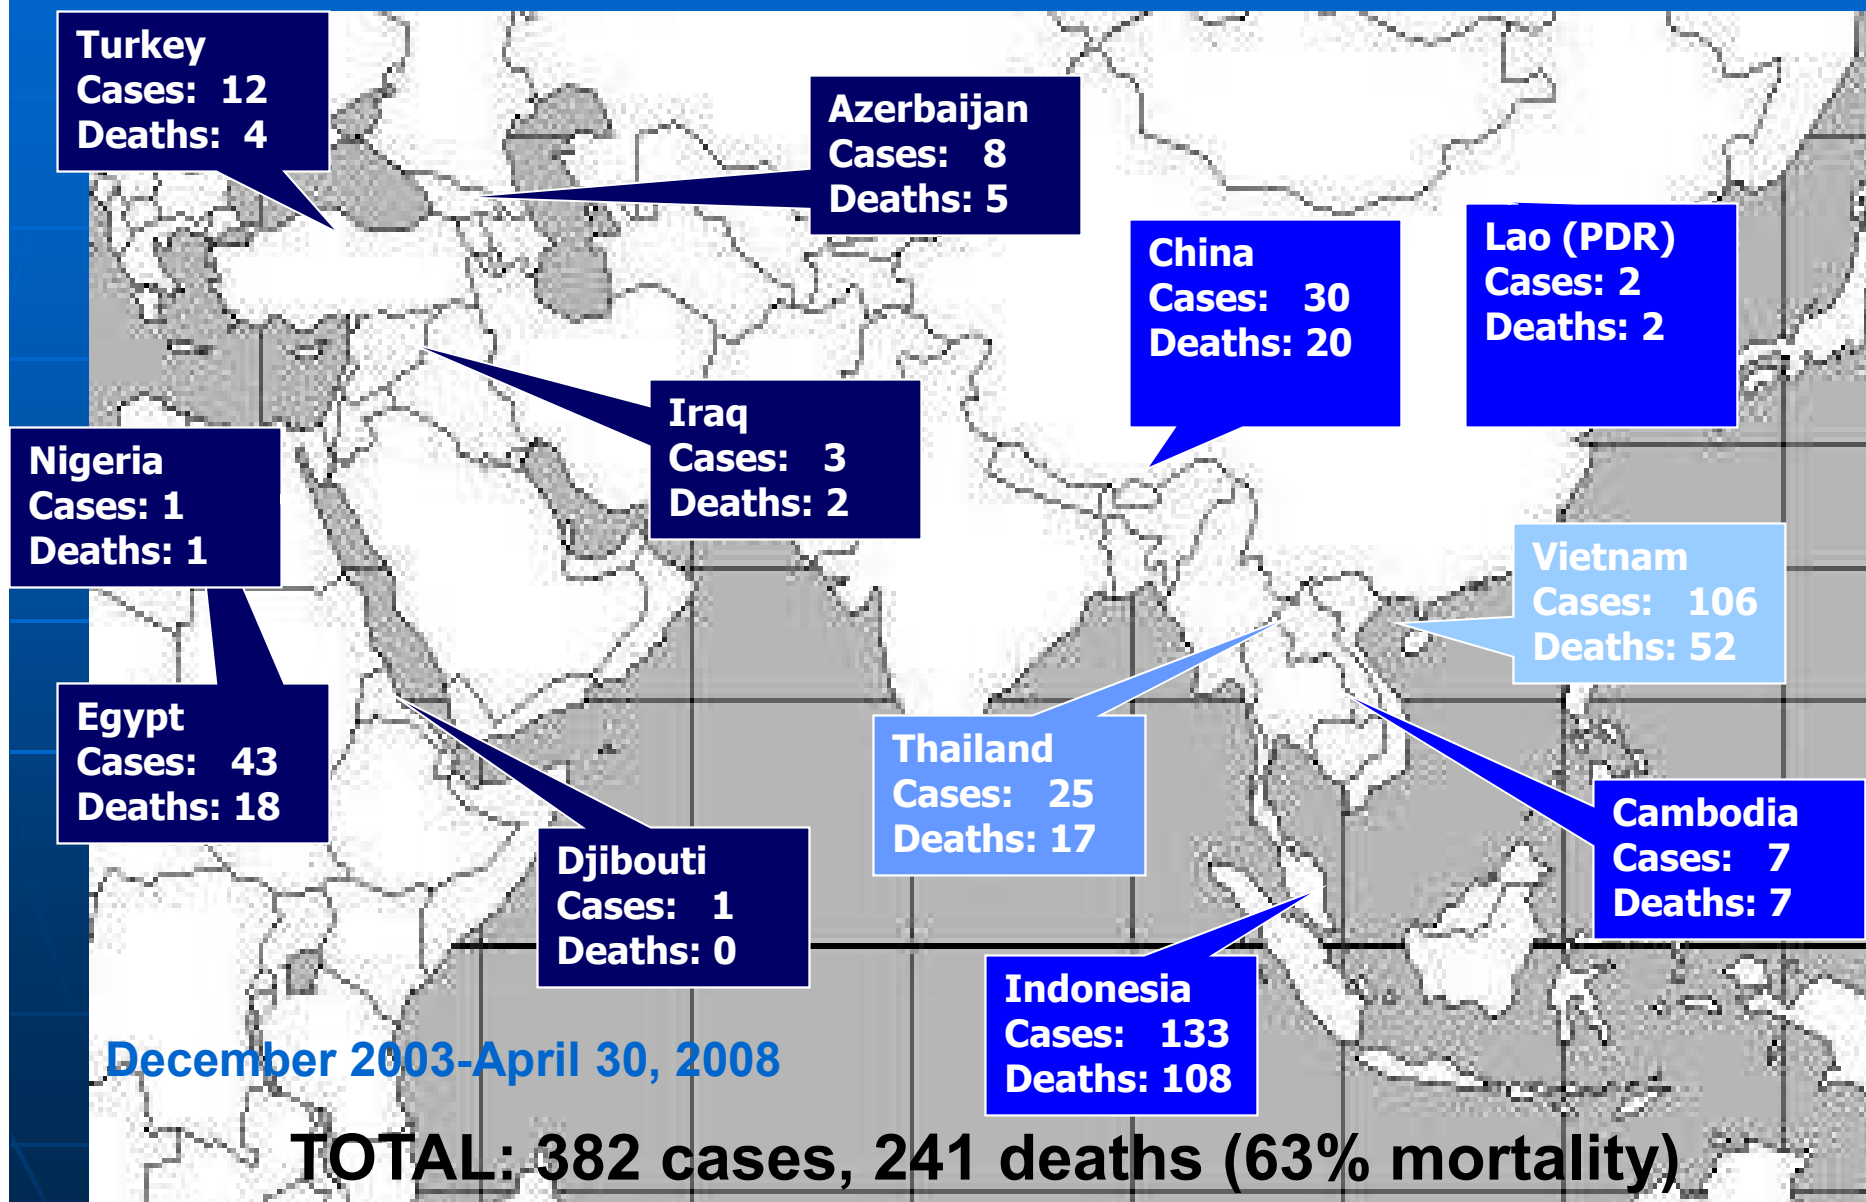 Turkey
Cases: 12
Deaths: 4
Azerbaijan
Cases: 8
Deaths: 5
China
Cases: 30
Deaths: 20
Lao (PDR)
Cases: 2
Deaths: 2
Iraq
Cases: 3
Deaths: 2
Nigeria
Cases: 1
Deaths: 1
Vietnam
Cases: 106
Deaths: 52
Egypt
Cases: 43
Deaths: 18
Thailand
Cases: 25
Deaths: 17
Cambodia
Cases: 7
Deaths: 7
Djibouti
Cases: 1
Deaths: 0
Indonesia
Cases: 133
Deaths: 108
December 2003-April 30, 2008
TOTAL: 382 cases, 241 deaths (63% mortality)